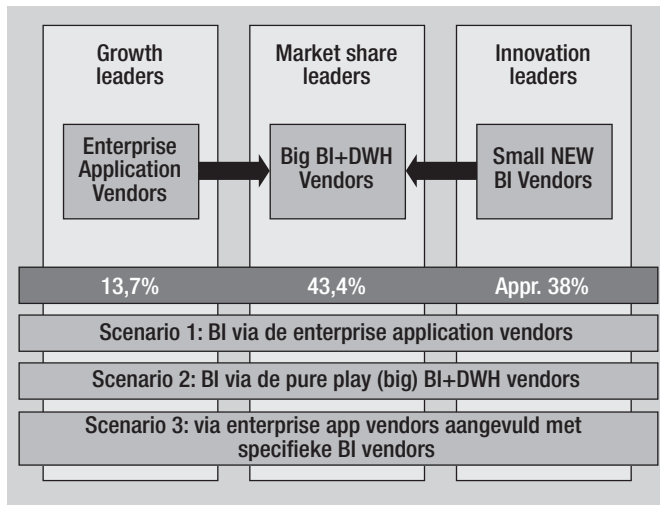 Growth
leaders
Market share
leaders
Innovation
leaders
Enterprise
Application
Vendors
Big BI+DWH
Vendors
Small NEW
BI Vendors
13,7%
43,4%
Appr. 38%
Scenario 1: BI via de enterprise application vendors
Scenario 2: BI via de pure play (big) BI+DWH vendors
Scenario 3: via enterprise app vendors aangevuld met
specifieke BI vendors